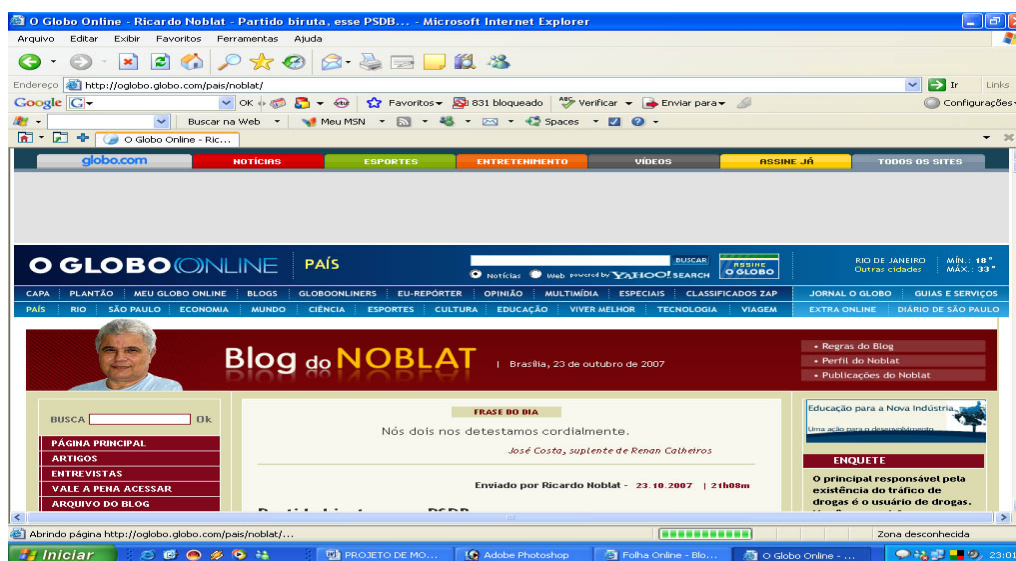 O Globo Online - Ricardo Noblat - Partido biruta, esse PSDB... - Microsoft Internet Explorer
Arquivo Editar Exibir Favoritos Ferramentas Ajuda
Endereço http://oglobo.globo.com/pais/noblat/ Ir Links
Google G OK Favoritos 831 bloqueado Verificar Enviar para Configurações
Buscar na Web Meu MSN Spaces
O Globo Online - Ric...
globo.com NOTÍCIAS ESPORTES ENTRETENIMENTO VÍDEOS ASSINE JÁ TODOS OS SITES
O GLOBO ONLINE PAÍS BUSCAR ASSINE O GLOBO RIO DE JANEIRO MÍN.: 18°
Notícias Web powered by YAHOO! SEARCH Outras cidades MÁX.: 33°
CAPA PLANTÃO MEU GLOBO ONLINE BLOGS GLOBOONLINERS EU-REPÓRTER OPINIÃO MULTIMÍDIA ESPECIAIS CLASSIFICADOS ZAP JORNAL O GLOBO GUIAS E SERVIÇOS
PAÍS RIO SÃO PAULO ECONOMIA MUNDO CIÊNCIA ESPORTES CULTURA EDUCAÇÃO VIVER MELHOR TECNOLOGIA VIAGEM EXTRA ONLINE DIÁRIO DE SÃO PAULO
Blog do NOBLAT | Brasília, 23 de outubro de 2007
• Regras do Blog
• Perfil do Noblat
• Publicações do Noblat
BUSCA Ok
PÁGINA PRINCIPAL
ARTIGOS
ENTREVISTAS
VALE A PENA ACESSAR
ARQUIVO DO BLOG
FRASE DO DIA
Nós dois nos detestamos cordialmente.
José Costa, suplente de Renan Calheiros
Enviado por Ricardo Noblat - 23.10.2007 | 21h08m
Educação para a Nova Indústria
Uma ação para o desenvolvimento
ENQUETE
O principal responsável pela
existência do tráfico de
drogas é o usuário de drogas.
Abrindo página http://oglobo.globo.com/pais/noblat/... Zona desconhecida
Iniciar PROJETO DE MO... Adobe Photoshop Folha Online - Blo... O Globo Online - ... 23:01